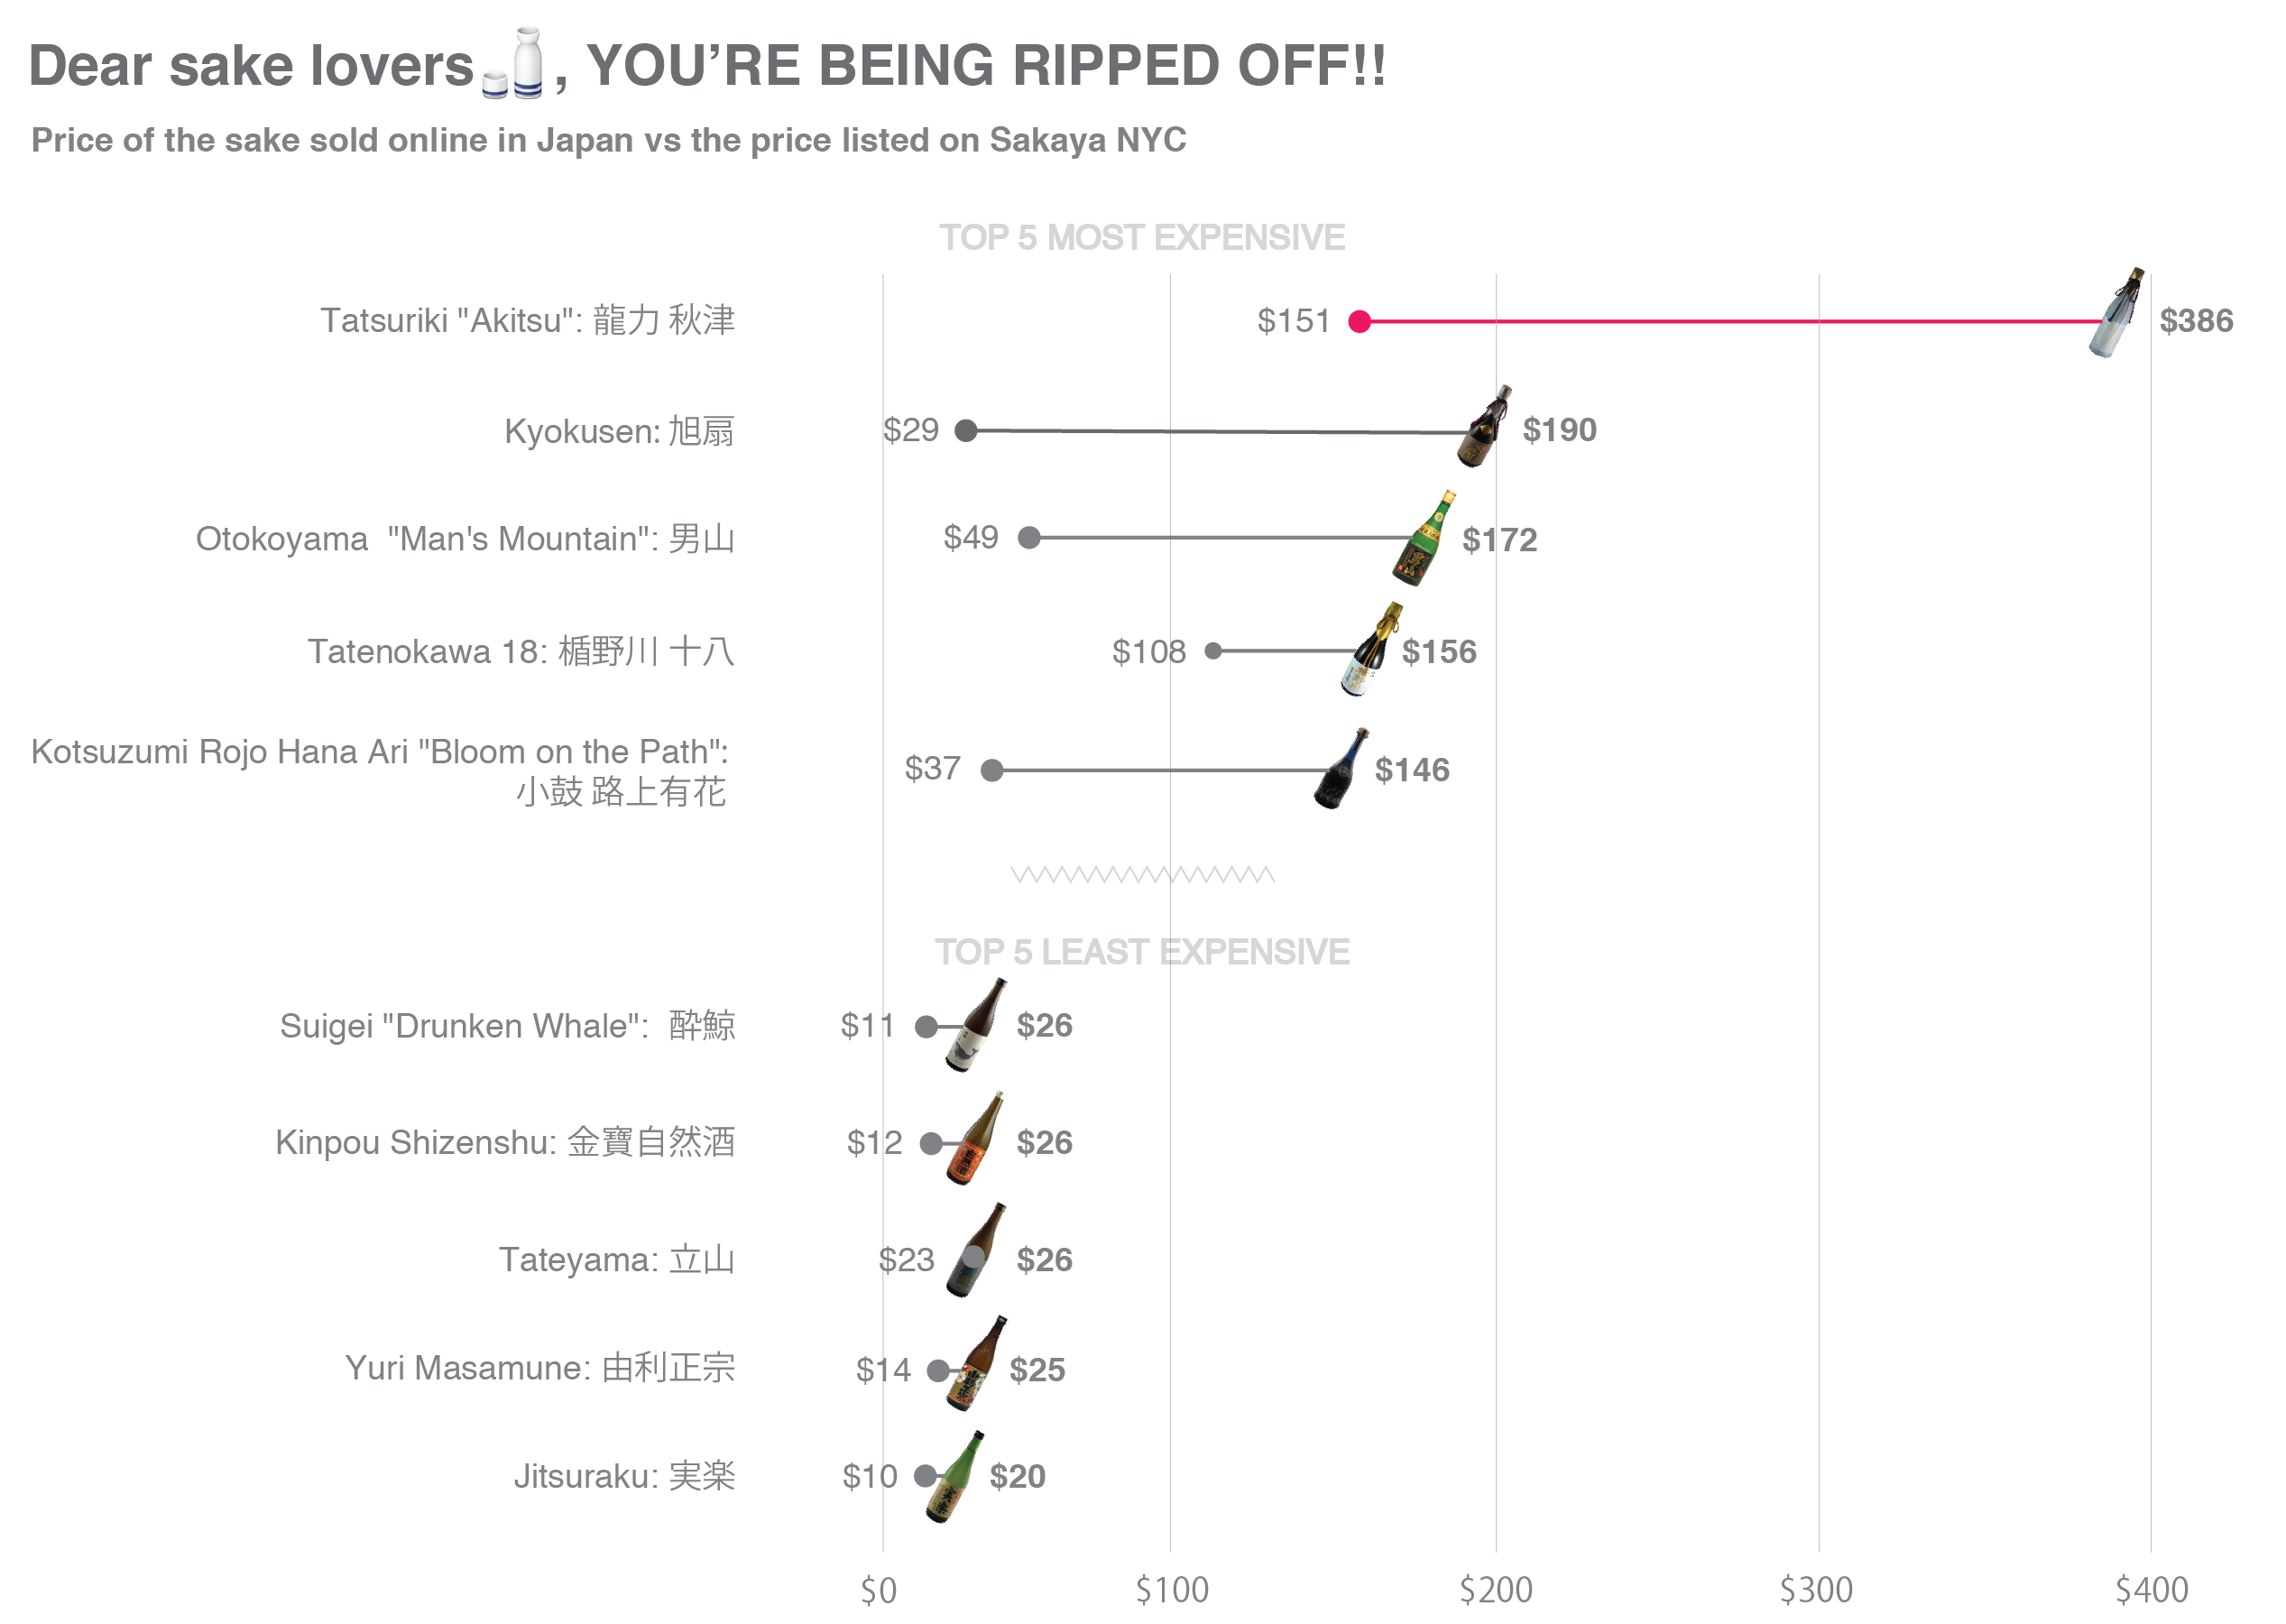 Dear sake lovers🍶, YOU'RE BEING RIPPED OFF!!
Price of the sake sold online in Japan vs the price listed on Sakaya NYC
TOP 5 MOST EXPENSIVE
Tatsuriki "Akitsu": 龍力 秋津 $151 $386
Kyokusen: 旭扇 $29 $190
Otokoyama "Man's Mountain": 男山 $49 $172
Tatenokawa 18: 楯野川 十八 $108 $156
Kotsuzumi Rojo Hana Ari "Bloom on the Path":
小鼓 路上有花 $37 $146
TOP 5 LEAST EXPENSIVE
Suigei "Drunken Whale": 酔鯨 $11 $26
Kinpou Shizenshu: 金寶自然酒 $12 $26
Tateyama: 立山 $23 $26
Yuri Masamune: 由利正宗 $14 $25
Jitsuraku: 実楽 $10 $20
$0 $100 $200 $300 $400